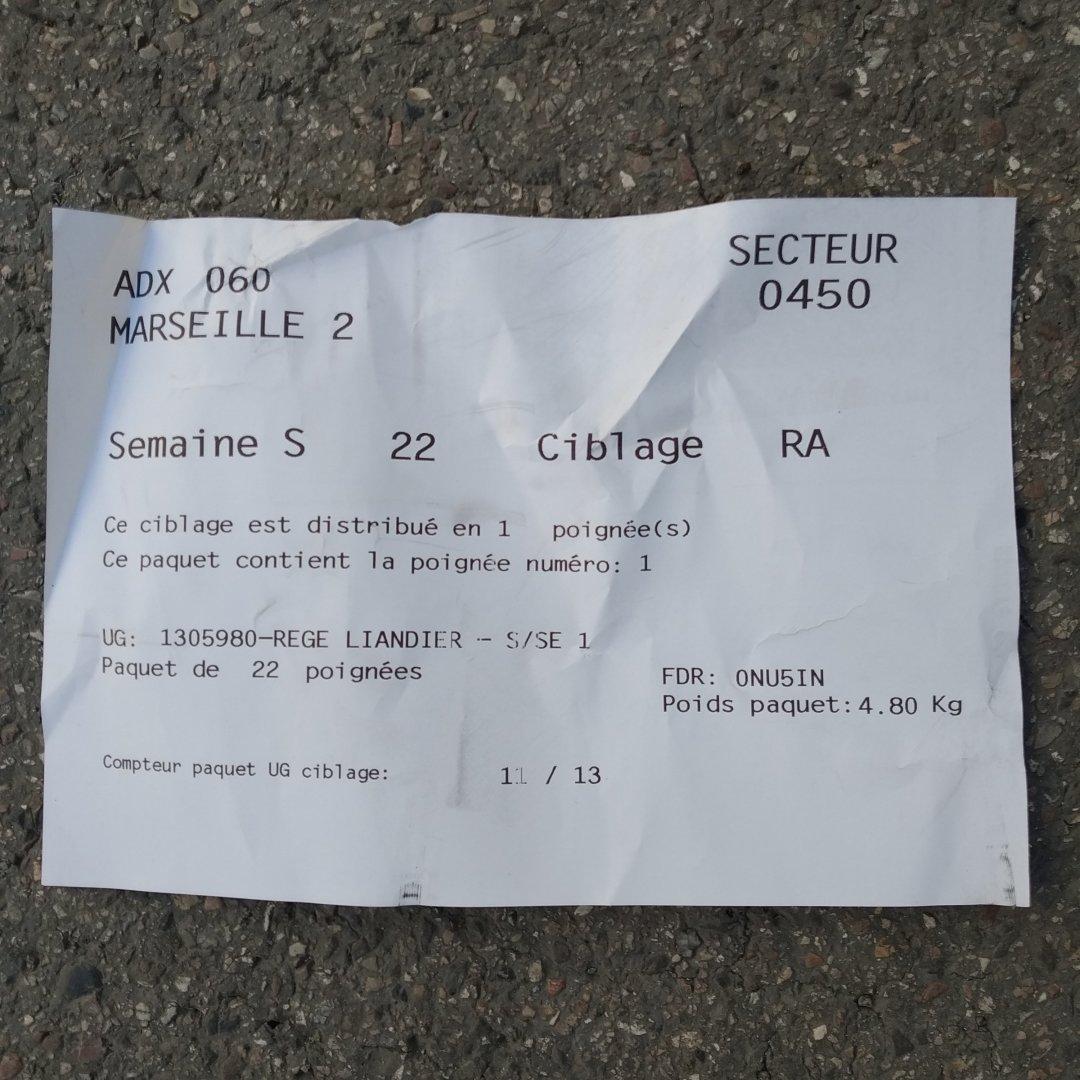 ADX 060
MARSEILLE 2
SECTEUR
0450
Semaine S 22 Ciblage RA
Ce ciblage est distribué en 1 poignée(s)
Ce paquet contient la poignée numéro: 1
UG: 1305980-REGE LIANDIER - S/SE 1
Paquet de 22 poignées
FDR: 0NU5IN
Poids paquet: 4.80 Kg
Compteur paquet UG ciblage: 11 / 13